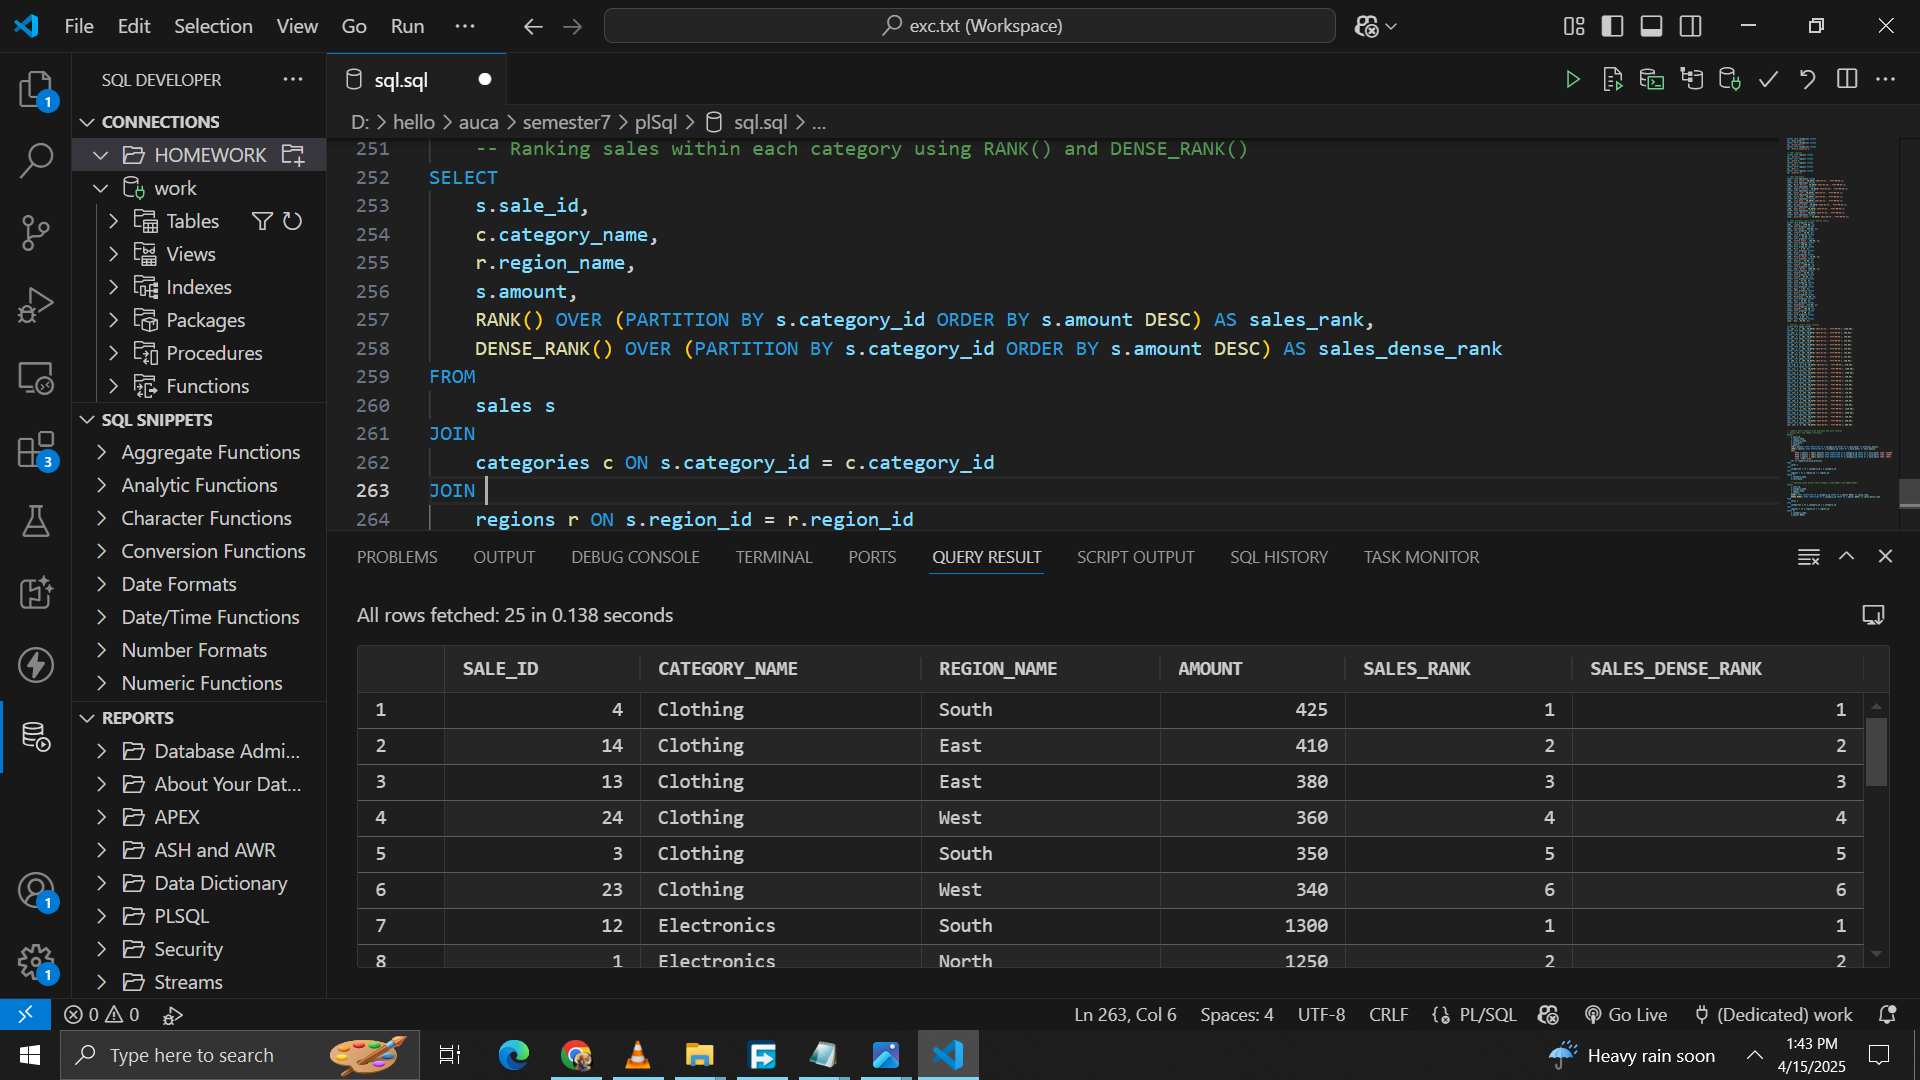 File Edit Selection View Go Run ··· exc.txt (Workspace)
SQL DEVELOPER ···
CONNECTIONS
HOMEWORK
work
Tables
Views
Indexes
Packages
Procedures
Functions
SQL SNIPPETS
Aggregate Functions
Analytic Functions
Character Functions
Conversion Functions
Date Formats
Date/Time Functions
Number Formats
Numeric Functions
REPORTS
Database Admi...
About Your Dat...
APEX
ASH and AWR
Data Dictionary
PLSQL
Security
Streams
1
3
1
1
sql.sql
D: > hello > auca > semester7 > plSql > sql.sql > ...
251 -- Ranking sales within each category using RANK() and DENSE_RANK()
252 SELECT
253 s.sale_id,
254 c.category_name,
255 r.region_name,
256 s.amount,
257 RANK() OVER (PARTITION BY s.category_id ORDER BY s.amount DESC) AS sales_rank,
258 DENSE_RANK() OVER (PARTITION BY s.category_id ORDER BY s.amount DESC) AS sales_dense_rank
259 FROM
260 sales s
261 JOIN
262 categories c ON s.category_id = c.category_id
263 JOIN
264 regions r ON s.region_id = r.region_id
PROBLEMS OUTPUT DEBUG CONSOLE TERMINAL PORTS QUERY RESULT SCRIPT OUTPUT SQL HISTORY TASK MONITOR
All rows fetched: 25 in 0.138 seconds
SALE_ID CATEGORY_NAME REGION_NAME AMOUNT SALES_RANK SALES_DENSE_RANK
1 4 Clothing South 425 1 1
2 14 Clothing East 410 2 2
3 13 Clothing East 380 3 3
4 24 Clothing West 360 4 4
5 3 Clothing South 350 5 5
6 23 Clothing West 340 6 6
7 12 Electronics South 1300 1 1
8 1 Electronics North 1250 2 2
0 0 Ln 263, Col 6 Spaces: 4 UTF-8 CRLF PL/SQL Go Live (Dedicated) work
Type here to search Heavy rain soon 1:43 PM
4/15/2025